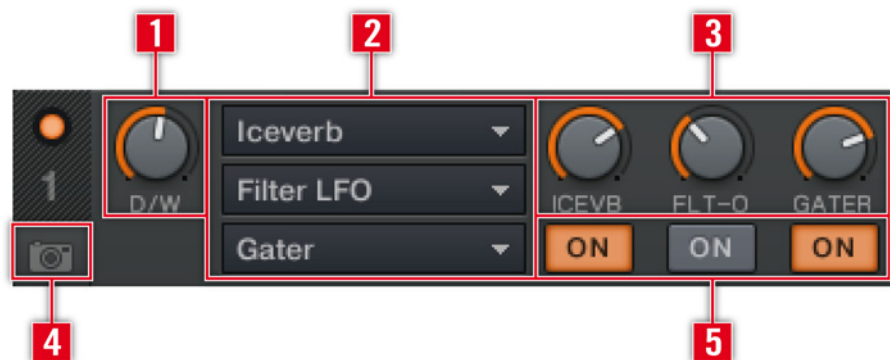 1 2 3
Iceverb
1 D/W Filter LFO ICEVB FLT-O GATER
Gater ON ON ON
4 5